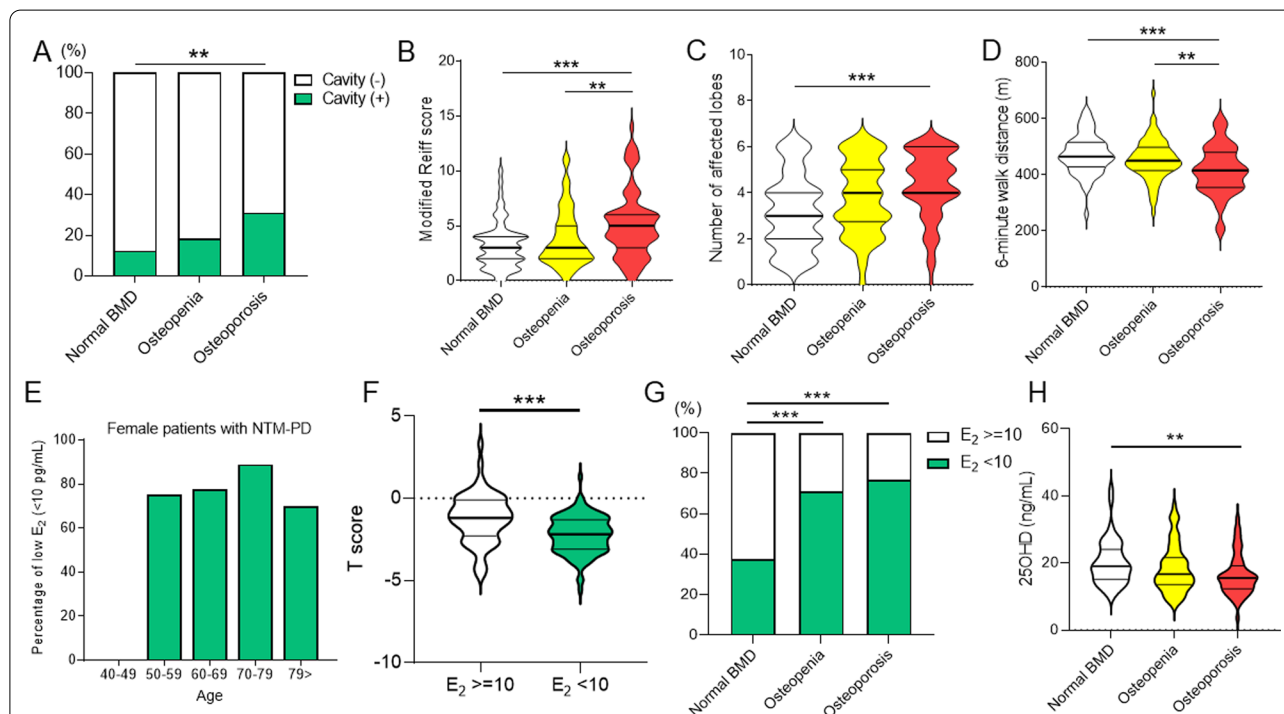 A
(%)
**
100
80
60
40
20
0
Cavity (-)
Cavity (+)
Normal BMD
Osteopenia
Osteoporosis
B
***
**
Modified Reiff score
20
15
10
5
0
Normal BMD
Osteopenia
Osteoporosis
C
***
Number of affected lobes
10
8
6
4
2
0
Normal BMD
Osteopenia
Osteoporosis
D
***
**
6-minute walk distance (m)
800
600
400
200
0
Normal BMD
Osteopenia
Osteoporosis
E
Female patients with NTM-PD
Percentage of low E2 (<10 pg/mL)
100
80
60
40
20
0
40-49 50-59 60-69 70-79 79>
Age
F
***
T score
5
0
-5
-10
E2 >=10 E2 <10
G
(%)
***
***
100
80
60
40
20
0
E2 >=10
E2 <10
Normal BMD
Osteopenia
Osteoporosis
H
**
25OHD (ng/mL)
60
40
20
0
Normal BMD
Osteopenia
Osteoporosis